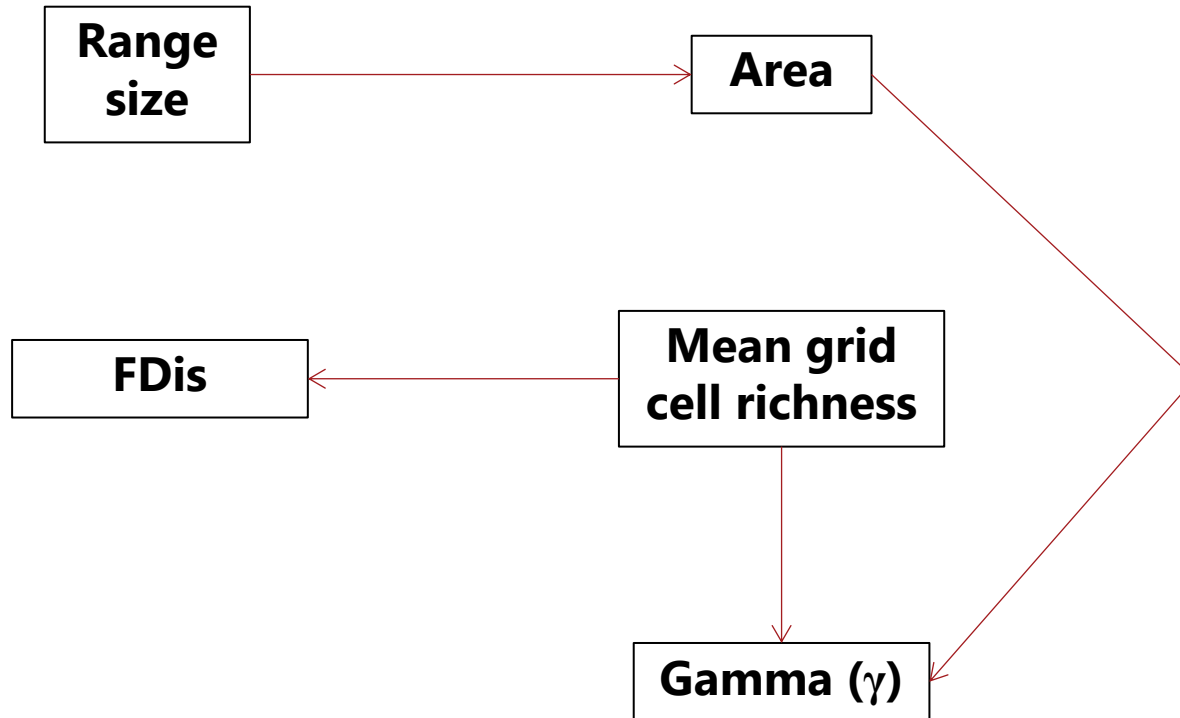 Range
size
Area
FDis
Mean grid
cell richness
Gamma (γ)